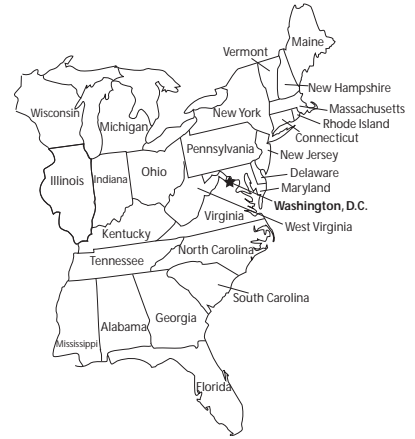 Maine
Vermont
New Hampshire
Wisconsin
Michigan
New York
Massachusetts
Rhode Island
Connecticut
Pennsylvania
New Jersey
Illinois
Indiana
Ohio
Delaware
Maryland
Washington, D.C.
Virginia
West Virginia
Kentucky
North Carolina
Tennessee
South Carolina
Mississippi
Alabama
Georgia
Florida